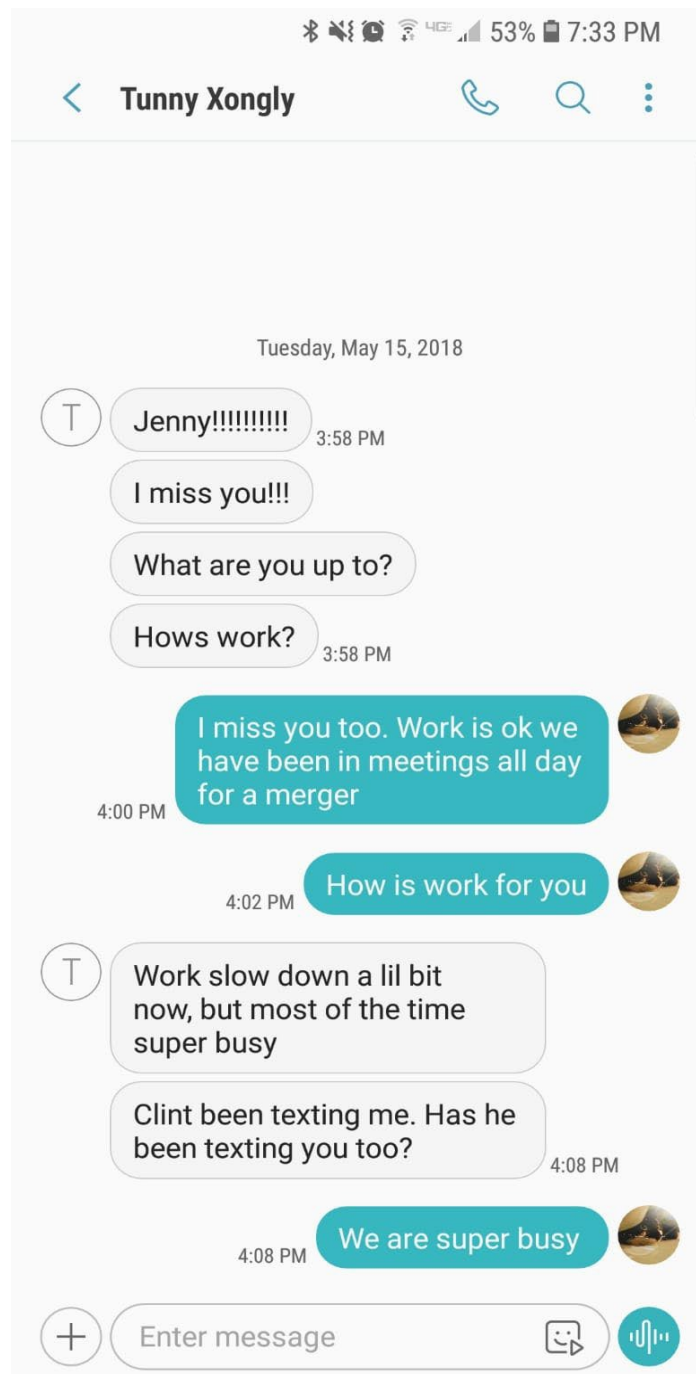 4GE 53% 7:33 PM
Tunny Xongly
Tuesday, May 15, 2018
T
Jenny!!!!!!!!!!
3:58 PM
I miss you!!!
What are you up to?
Hows work?
3:58 PM
I miss you too. Work is ok we
have been in meetings all day
for a merger
4:00 PM
How is work for you
4:02 PM
T
Work slow down a lil bit
now, but most of the time
super busy
Clint been texting me. Has he
been texting you too?
4:08 PM
We are super busy
4:08 PM
Enter message